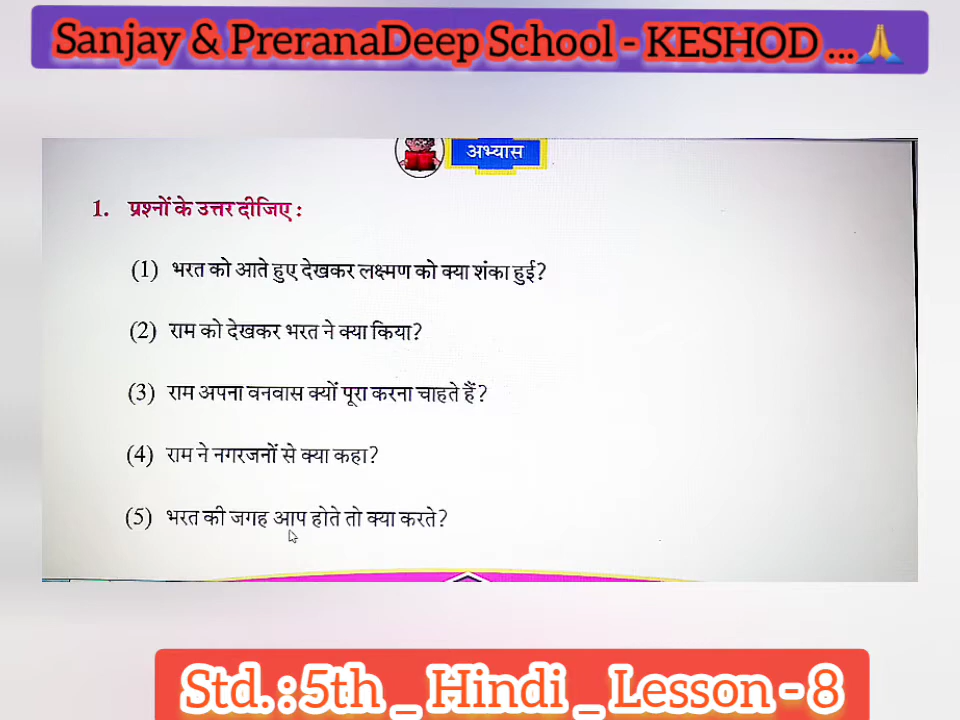 Sanjay & PreranaDeep School - KESHOD ...🙏
अभ्यास
1. प्रश्नों के उत्तर दीजिए :
(1) भरत को आते हुए देखकर लक्ष्मण को क्या शंका हुई?
(2) राम को देखकर भरत ने क्या किया?
(3) राम अपना वनवास क्यों पूरा करना चाहते हैं?
(4) राम ने नगरजनों से क्या कहा?
(5) भरत की जगह आप होते तो क्या करते?
Std. : 5th _ Hindi _ Lesson - 8